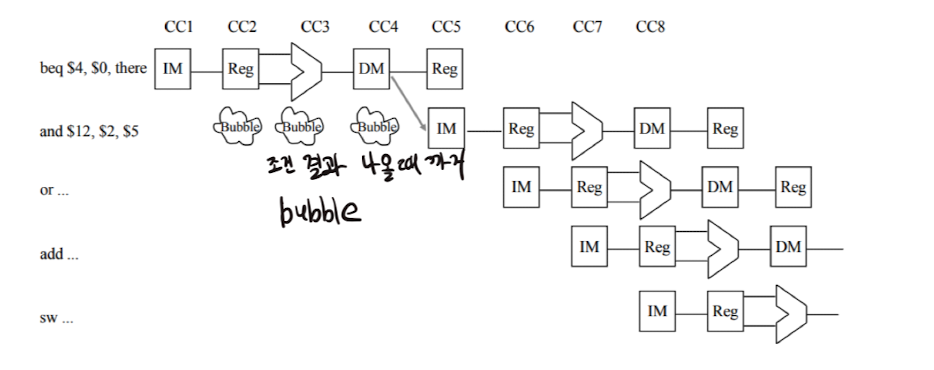 CC1 CC2 CC3 CC4 CC5 CC6 CC7 CC8
beq $4, $0, there IM Reg DM Reg
and $12, $2, $5 Bubble Bubble Bubble IM Reg DM Reg
조건 결과 나올때 까지
or ... IM Reg DM Reg
bubble
add ... IM Reg DM
sw ... IM Reg